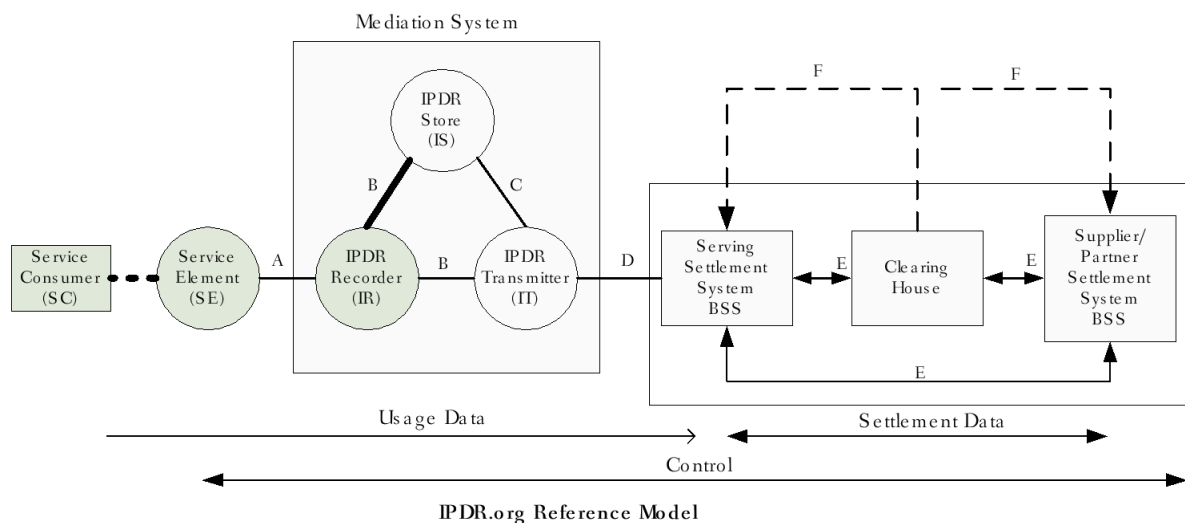 Mediation System
F
F
IPDR
Store
(IS)
B
C
Service
Consumer
(SC)
Service
Element
(SE)
A
IPDR
Recorder
(IR)
B
IPDR
Transmitter
(IT)
D
Serving
Settlement
System
BSS
E
Clearing
House
E
Supplier/
Partner
Settlement
System
BSS
E
Usage Data
Settlement Data
Control
IPDR.org Reference Model